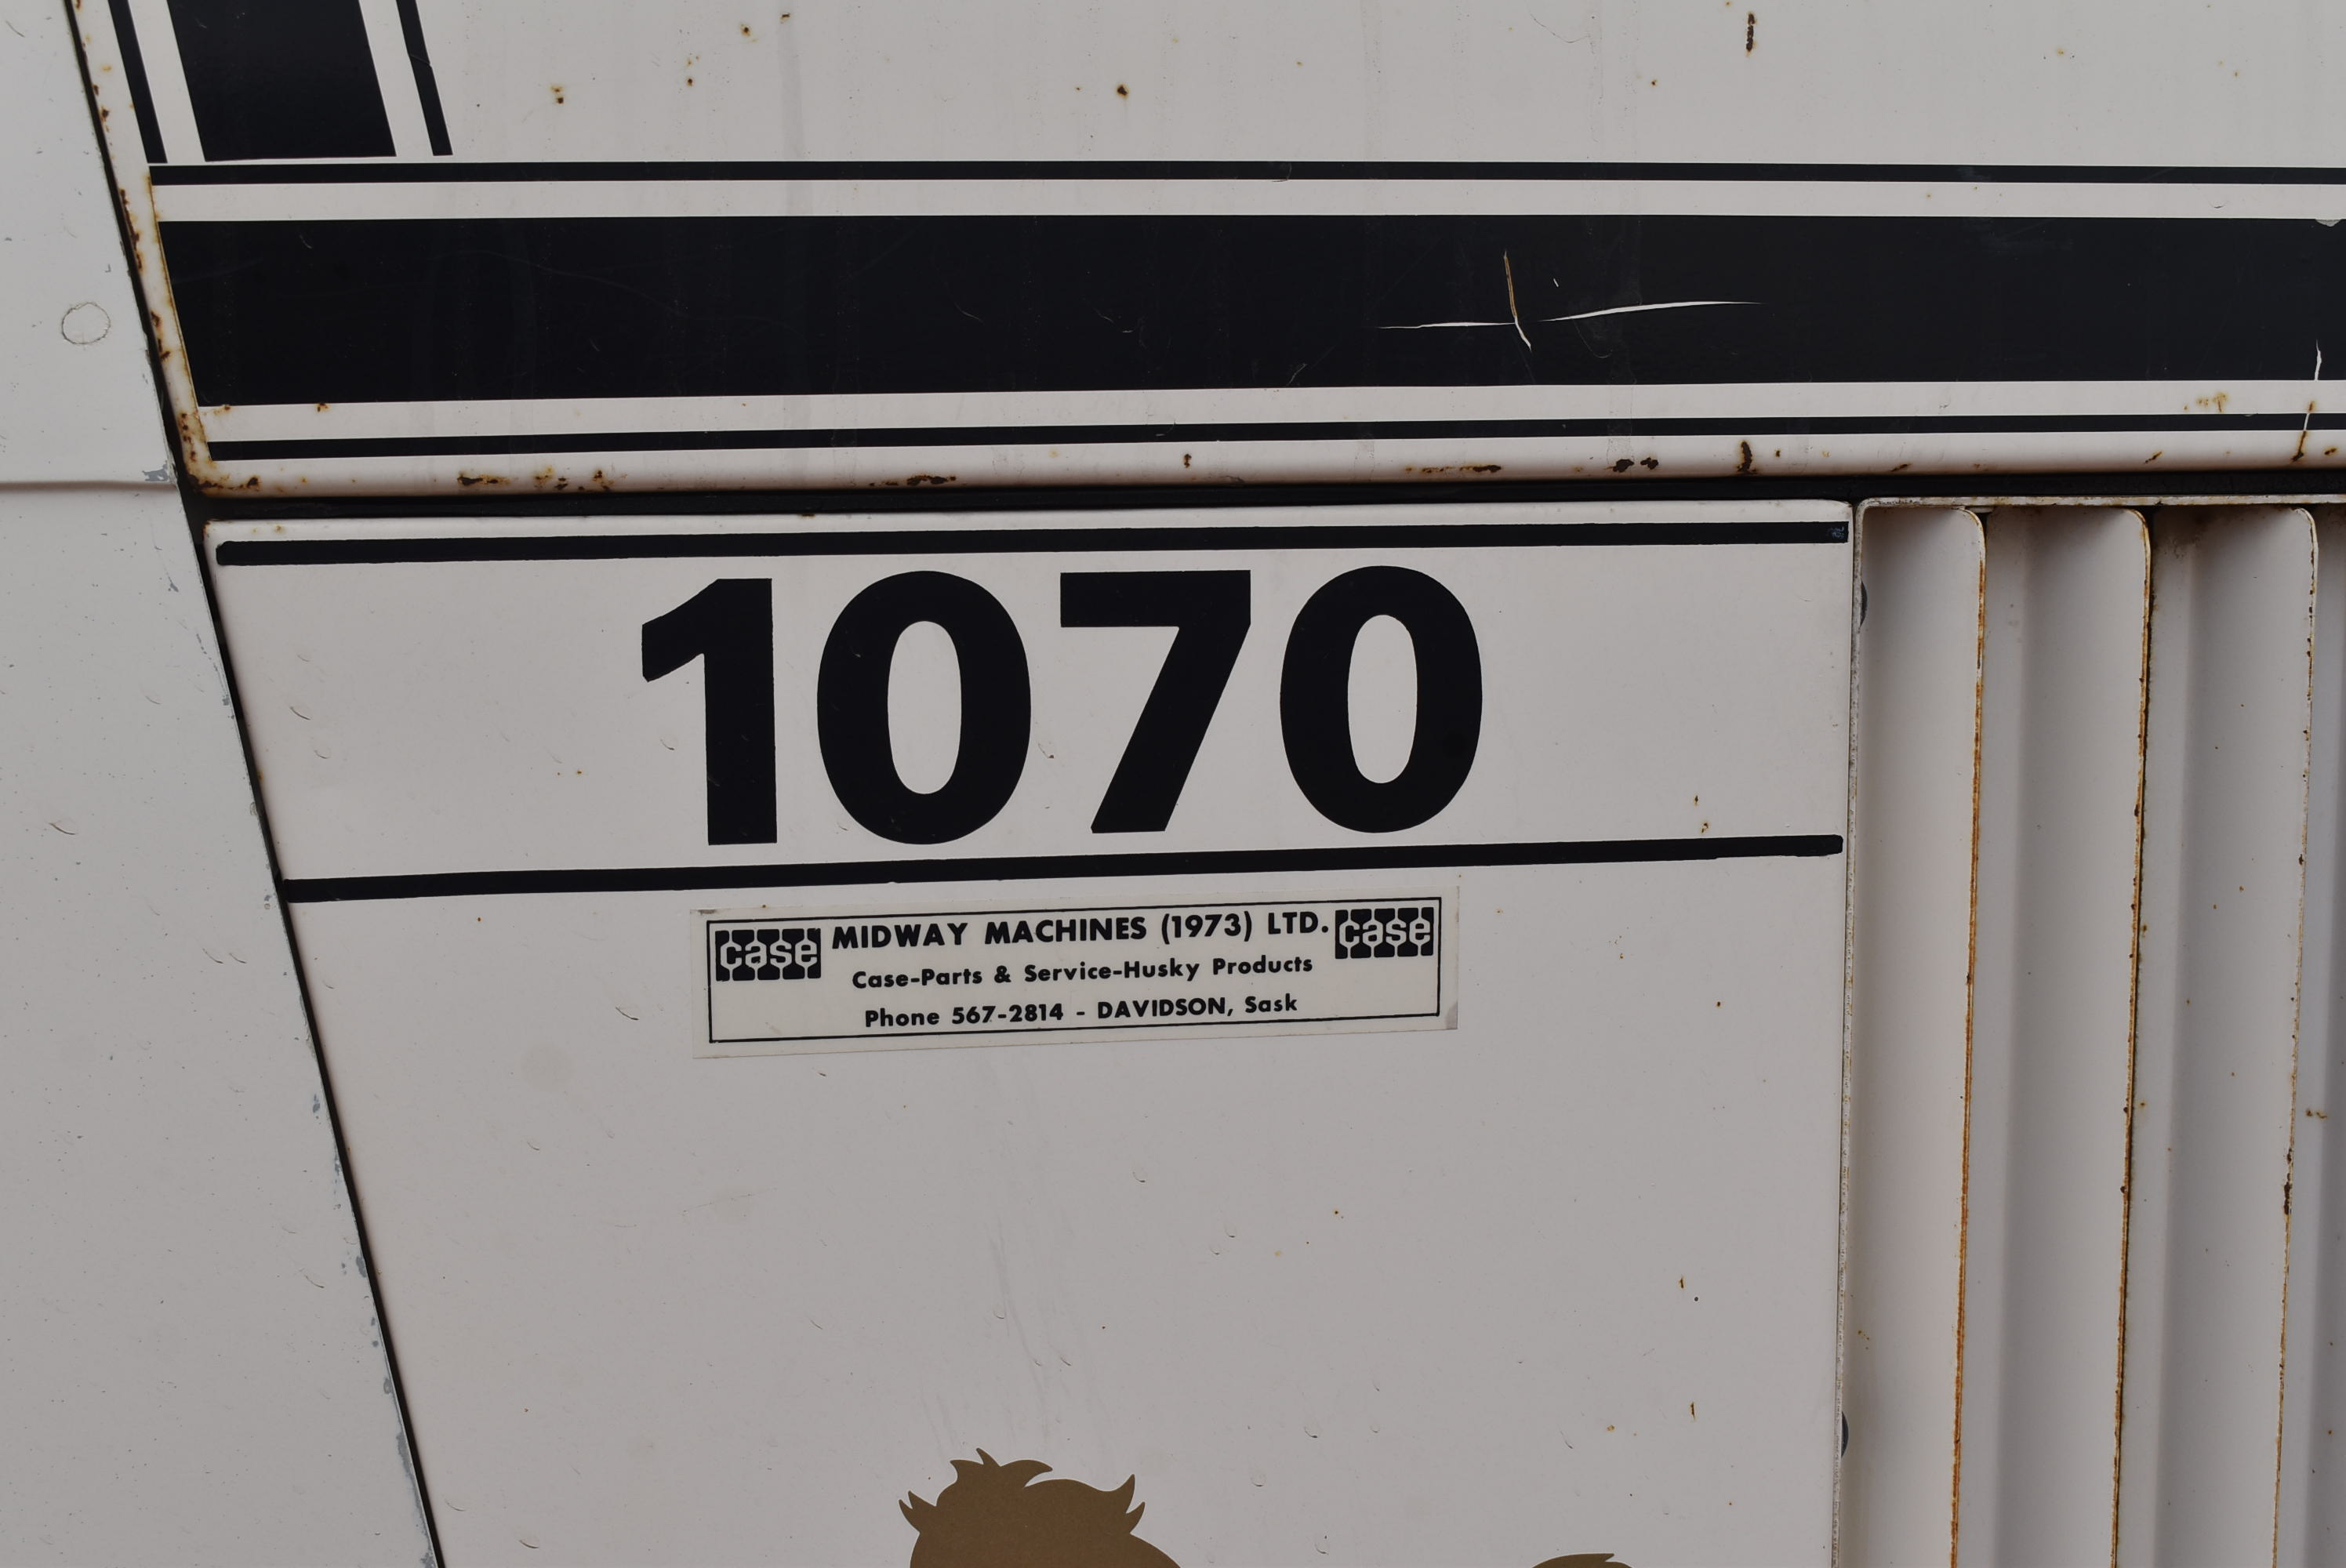 1070
case MIDWAY MACHINES (1973) LTD. case
Case-Parts & Service-Husky Products
Phone 567-2814 - DAVIDSON, Sask